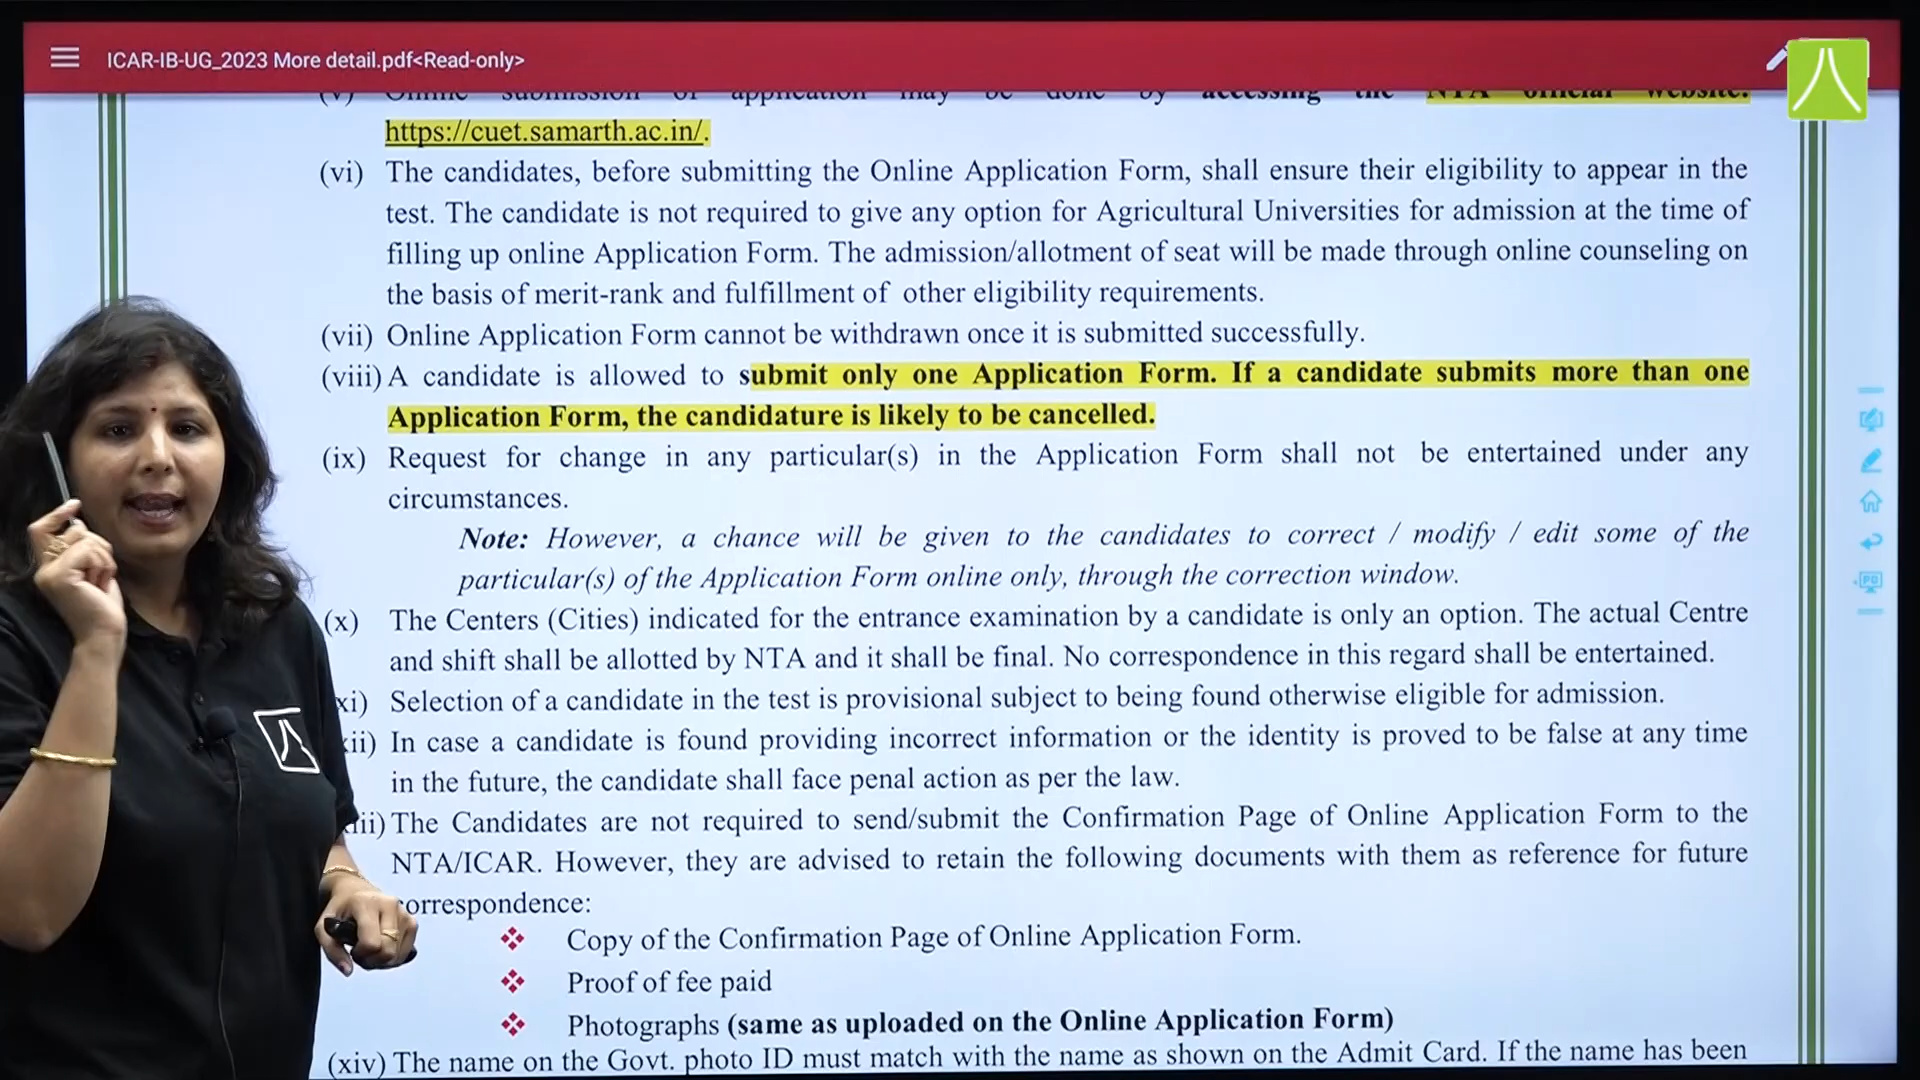 ICAR-IB-UG_2023 More detail.pdf<Read-only>
(v) Online submission of application may be done by accessing the NTA official website:
https://cuet.samarth.ac.in/.
(vi) The candidates, before submitting the Online Application Form, shall ensure their eligibility to appear in the
test. The candidate is not required to give any option for Agricultural Universities for admission at the time of
filling up online Application Form. The admission/allotment of seat will be made through online counseling on
the basis of merit-rank and fulfillment of other eligibility requirements.
(vii) Online Application Form cannot be withdrawn once it is submitted successfully.
(viii) A candidate is allowed to submit only one Application Form. If a candidate submits more than one
Application Form, the candidature is likely to be cancelled.
(ix) Request for change in any particular(s) in the Application Form shall not be entertained under any
circumstances.
Note: However, a chance will be given to the candidates to correct / modify / edit some of the
particular(s) of the Application Form online only, through the correction window.
(x) The Centers (Cities) indicated for the entrance examination by a candidate is only an option. The actual Centre
and shift shall be allotted by NTA and it shall be final. No correspondence in this regard shall be entertained.
xi) Selection of a candidate in the test is provisional subject to being found otherwise eligible for admission.
ii) In case a candidate is found providing incorrect information or the identity is proved to be false at any time
in the future, the candidate shall face penal action as per the law.
iii) The Candidates are not required to send/submit the Confirmation Page of Online Application Form to the
NTA/ICAR. However, they are advised to retain the following documents with them as reference for future
correspondence:
❖ Copy of the Confirmation Page of Online Application Form.
❖ Proof of fee paid
❖ Photographs (same as uploaded on the Online Application Form)
(xiv) The name on the Govt. photo ID must match with the name as shown on the Admit Card. If the name has been